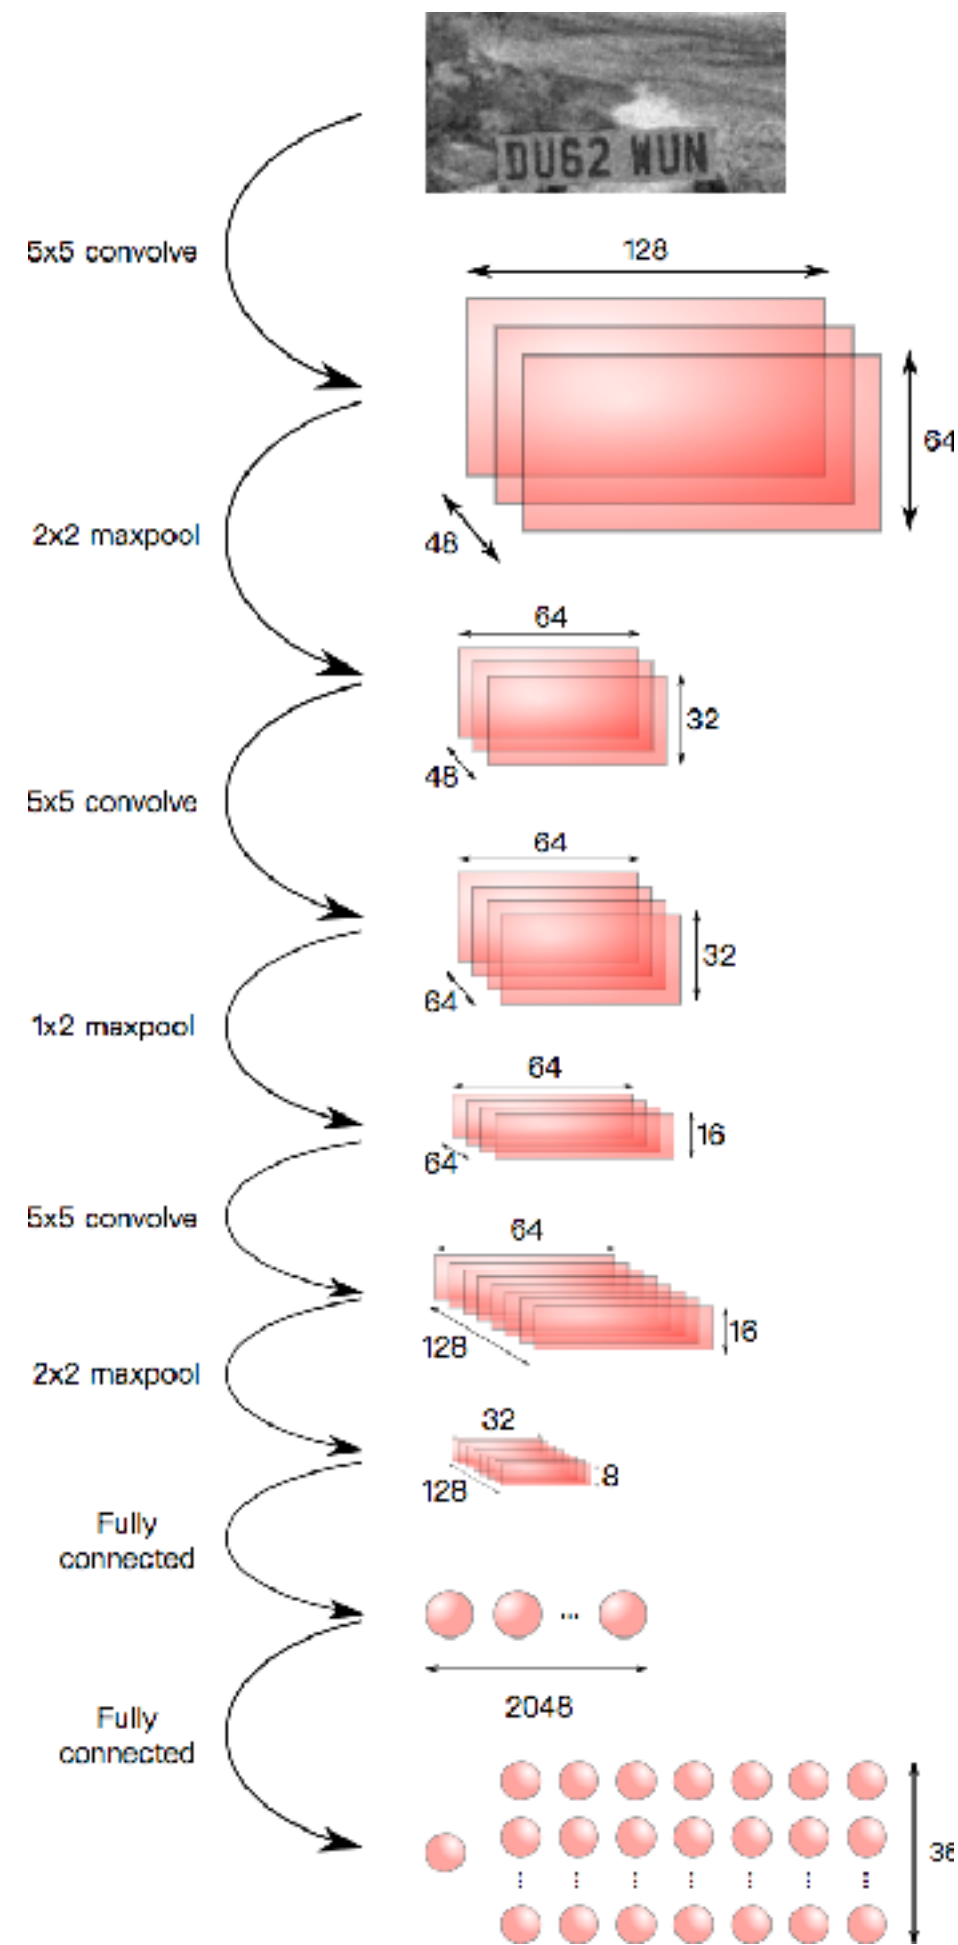 DU62 WUN
5x5 convolve
128
64
48
2x2 maxpool
64
32
48
5x5 convolve
64
32
64
1x2 maxpool
64
16
64
5x5 convolve
64
16
128
2x2 maxpool
32
8
128
Fully
connected
...
2048
Fully
connected
36